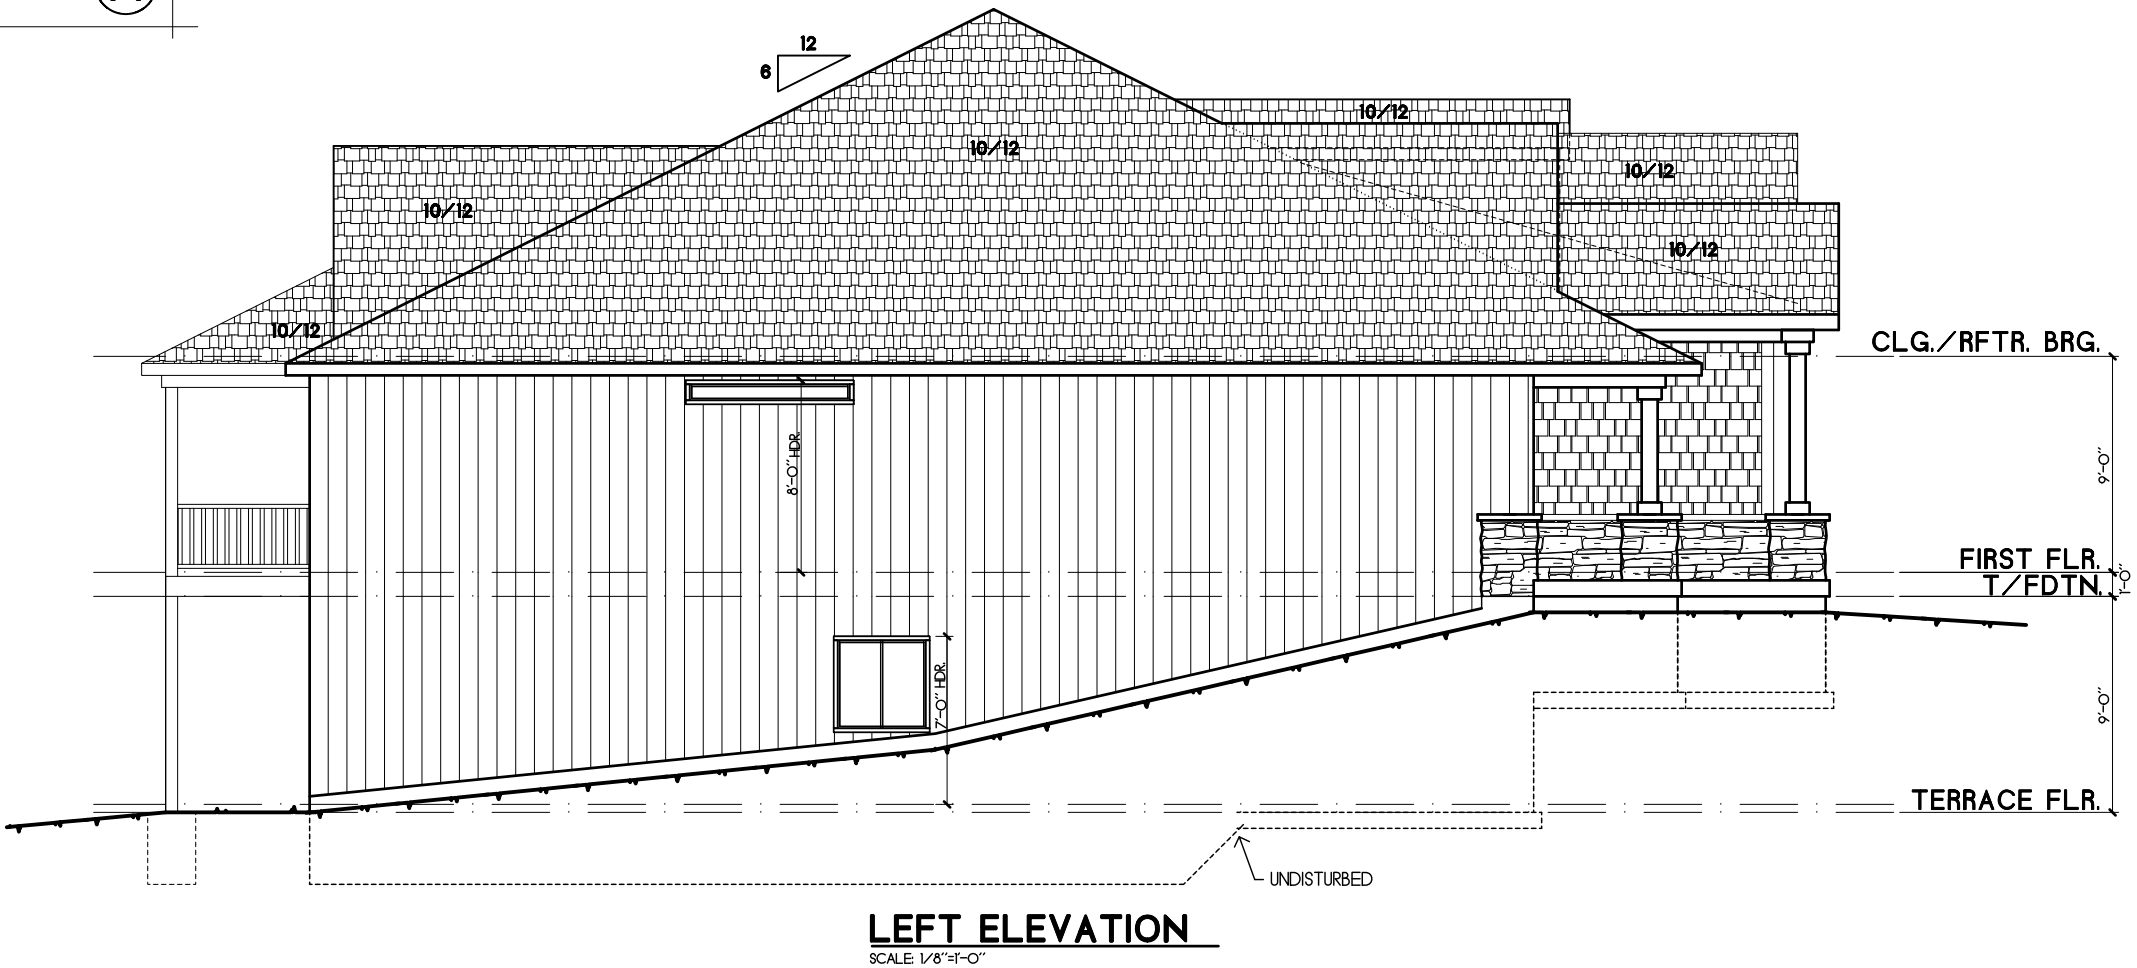 12
6
10/12
10/12
10/12
10/12
10/12
10/12
CLG./RFTR. BRG.
8'-0" HDR.
9'-0"
FIRST FLR.
T/FDTN.
1'-0"
7'-0" HDR.
9'-0"
TERRACE FLR.
UNDISTURBED
LEFT ELEVATION
SCALE: 1/8"=1'-0"